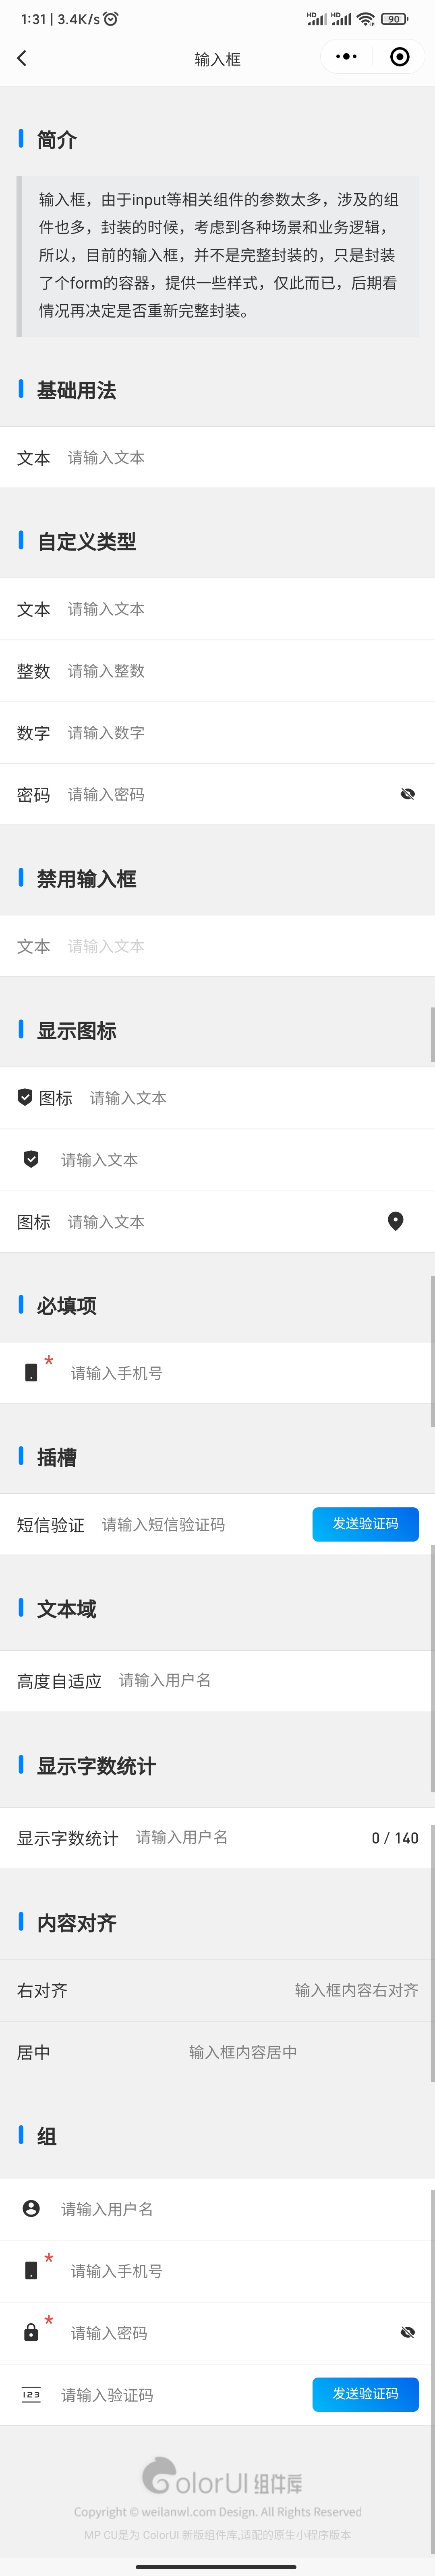 1:31 | 3.4K/s
HD HD 90
输入框
简介
输入框，由于input等相关组件的参数太多，涉及的组
件也多，封装的时候，考虑到各种场景和业务逻辑，
所以，目前的输入框，并不是完整封装的，只是封装
了个form的容器，提供一些样式，仅此而已，后期看
情况再决定是否重新完整封装。
基础用法
文本 请输入文本
自定义类型
文本 请输入文本
整数 请输入整数
数字 请输入数字
密码 请输入密码
禁用输入框
文本 请输入文本
显示图标
图标 请输入文本
请输入文本
图标 请输入文本
必填项
* 请输入手机号
插槽
短信验证 请输入短信验证码 发送验证码
文本域
高度自适应 请输入用户名
显示字数统计
显示字数统计 请输入用户名 0 / 140
内容对齐
右对齐 输入框内容右对齐
居中 输入框内容居中
组
请输入用户名
* 请输入手机号
* 请输入密码
123 请输入验证码 发送验证码
ColorUI 组件库
Copyright © weilanwl.com Design. All Rights Reserved
MP CU是为 ColorUI 新版组件库,适配的原生小程序版本